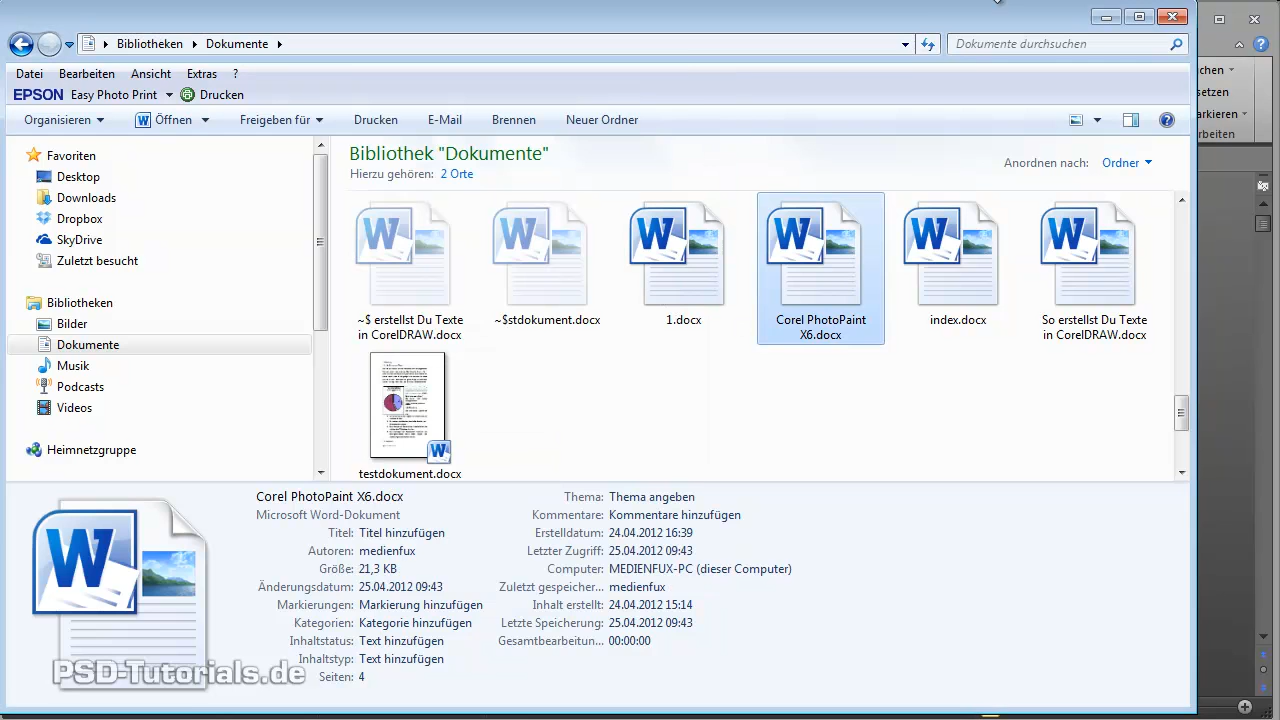 Bibliotheken Dokumente
Dokumente durchsuchen
Datei Bearbeiten Ansicht Extras ?
EPSON Easy Photo Print Drucken
Organisieren Öffnen Freigeben für Drucken E-Mail Brennen Neuer Ordner
Favoriten
Desktop
Downloads
Dropbox
SkyDrive
Zuletzt besucht
Bibliotheken
Bilder
Dokumente
Musik
Podcasts
Videos
Heimnetzgruppe
Bibliothek "Dokumente"
Hierzu gehören: 2 Orte
Anordnen nach: Ordner
~$ erstellst Du Texte
in CorelDRAW.docx
~$stdokument.docx
1.docx
Corel PhotoPaint
X6.docx
index.docx
So erstellst Du Texte
in CorelDRAW.docx
testdokument.docx
Corel PhotoPaint X6.docx
Microsoft Word-Dokument
Titel: Titel hinzufügen
Autoren: medienfux
Größe: 21,3 KB
Änderungsdatum: 25.04.2012 09:43
Markierungen: Markierung hinzufügen
Kategorien: Kategorie hinzufügen
Inhaltstatus: Text hinzufügen
Inhaltstyp: Text hinzufügen
Seiten: 4
Thema: Thema angeben
Kommentare: Kommentare hinzufügen
Erstelldatum: 24.04.2012 16:39
Letzter Zugriff: 25.04.2012 09:43
Computer: MEDIENFUX-PC (dieser Computer)
Zuletzt gespeicher... medienfux
Inhalt erstellt: 24.04.2012 15:14
Letzte Speicherung: 25.04.2012 09:43
Gesamtbearbeitun... 00:00:00
PSD-Tutorials.de
chen
setzen
arkieren
beiten